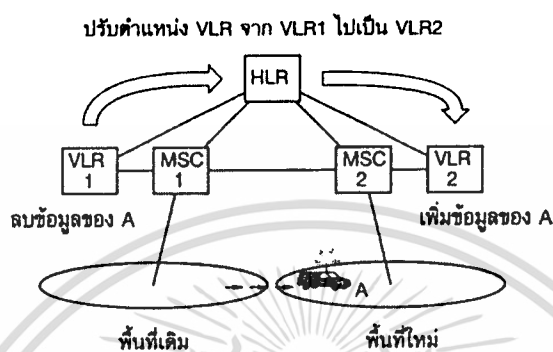 ปรับตำแหน่ง VLR จาก VLR1 ไปเป็น VLR2
HLR
VLR
1
MSC
1
MSC
2
VLR
2
ลบข้อมูลของ A
เพิ่มข้อมูลของ A
A
พื้นที่เดิม
พื้นที่ใหม่